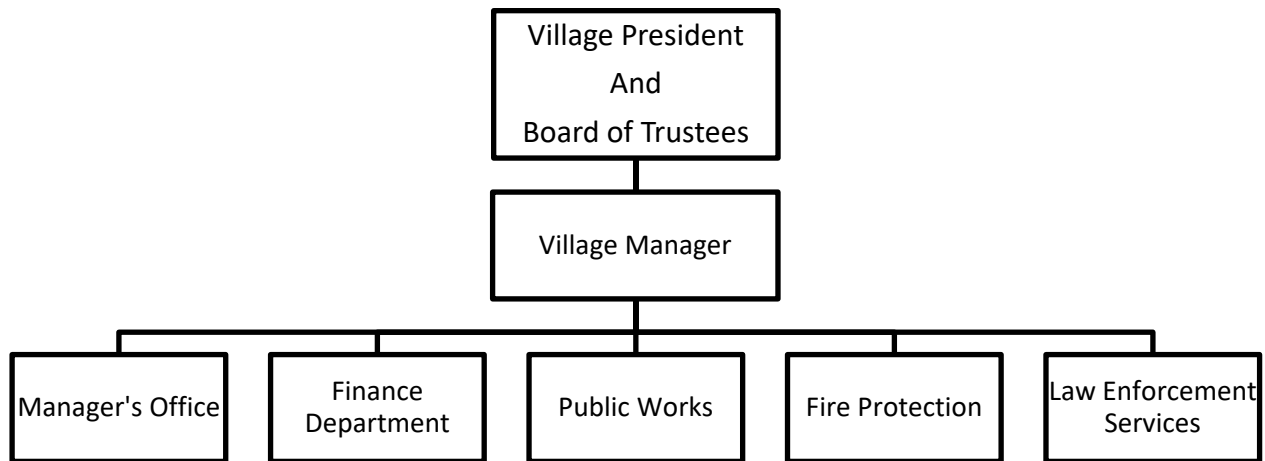 Village President
And
Board of Trustees
Village Manager
Manager's Office
Finance
Department
Public Works
Fire Protection
Law Enforcement
Services